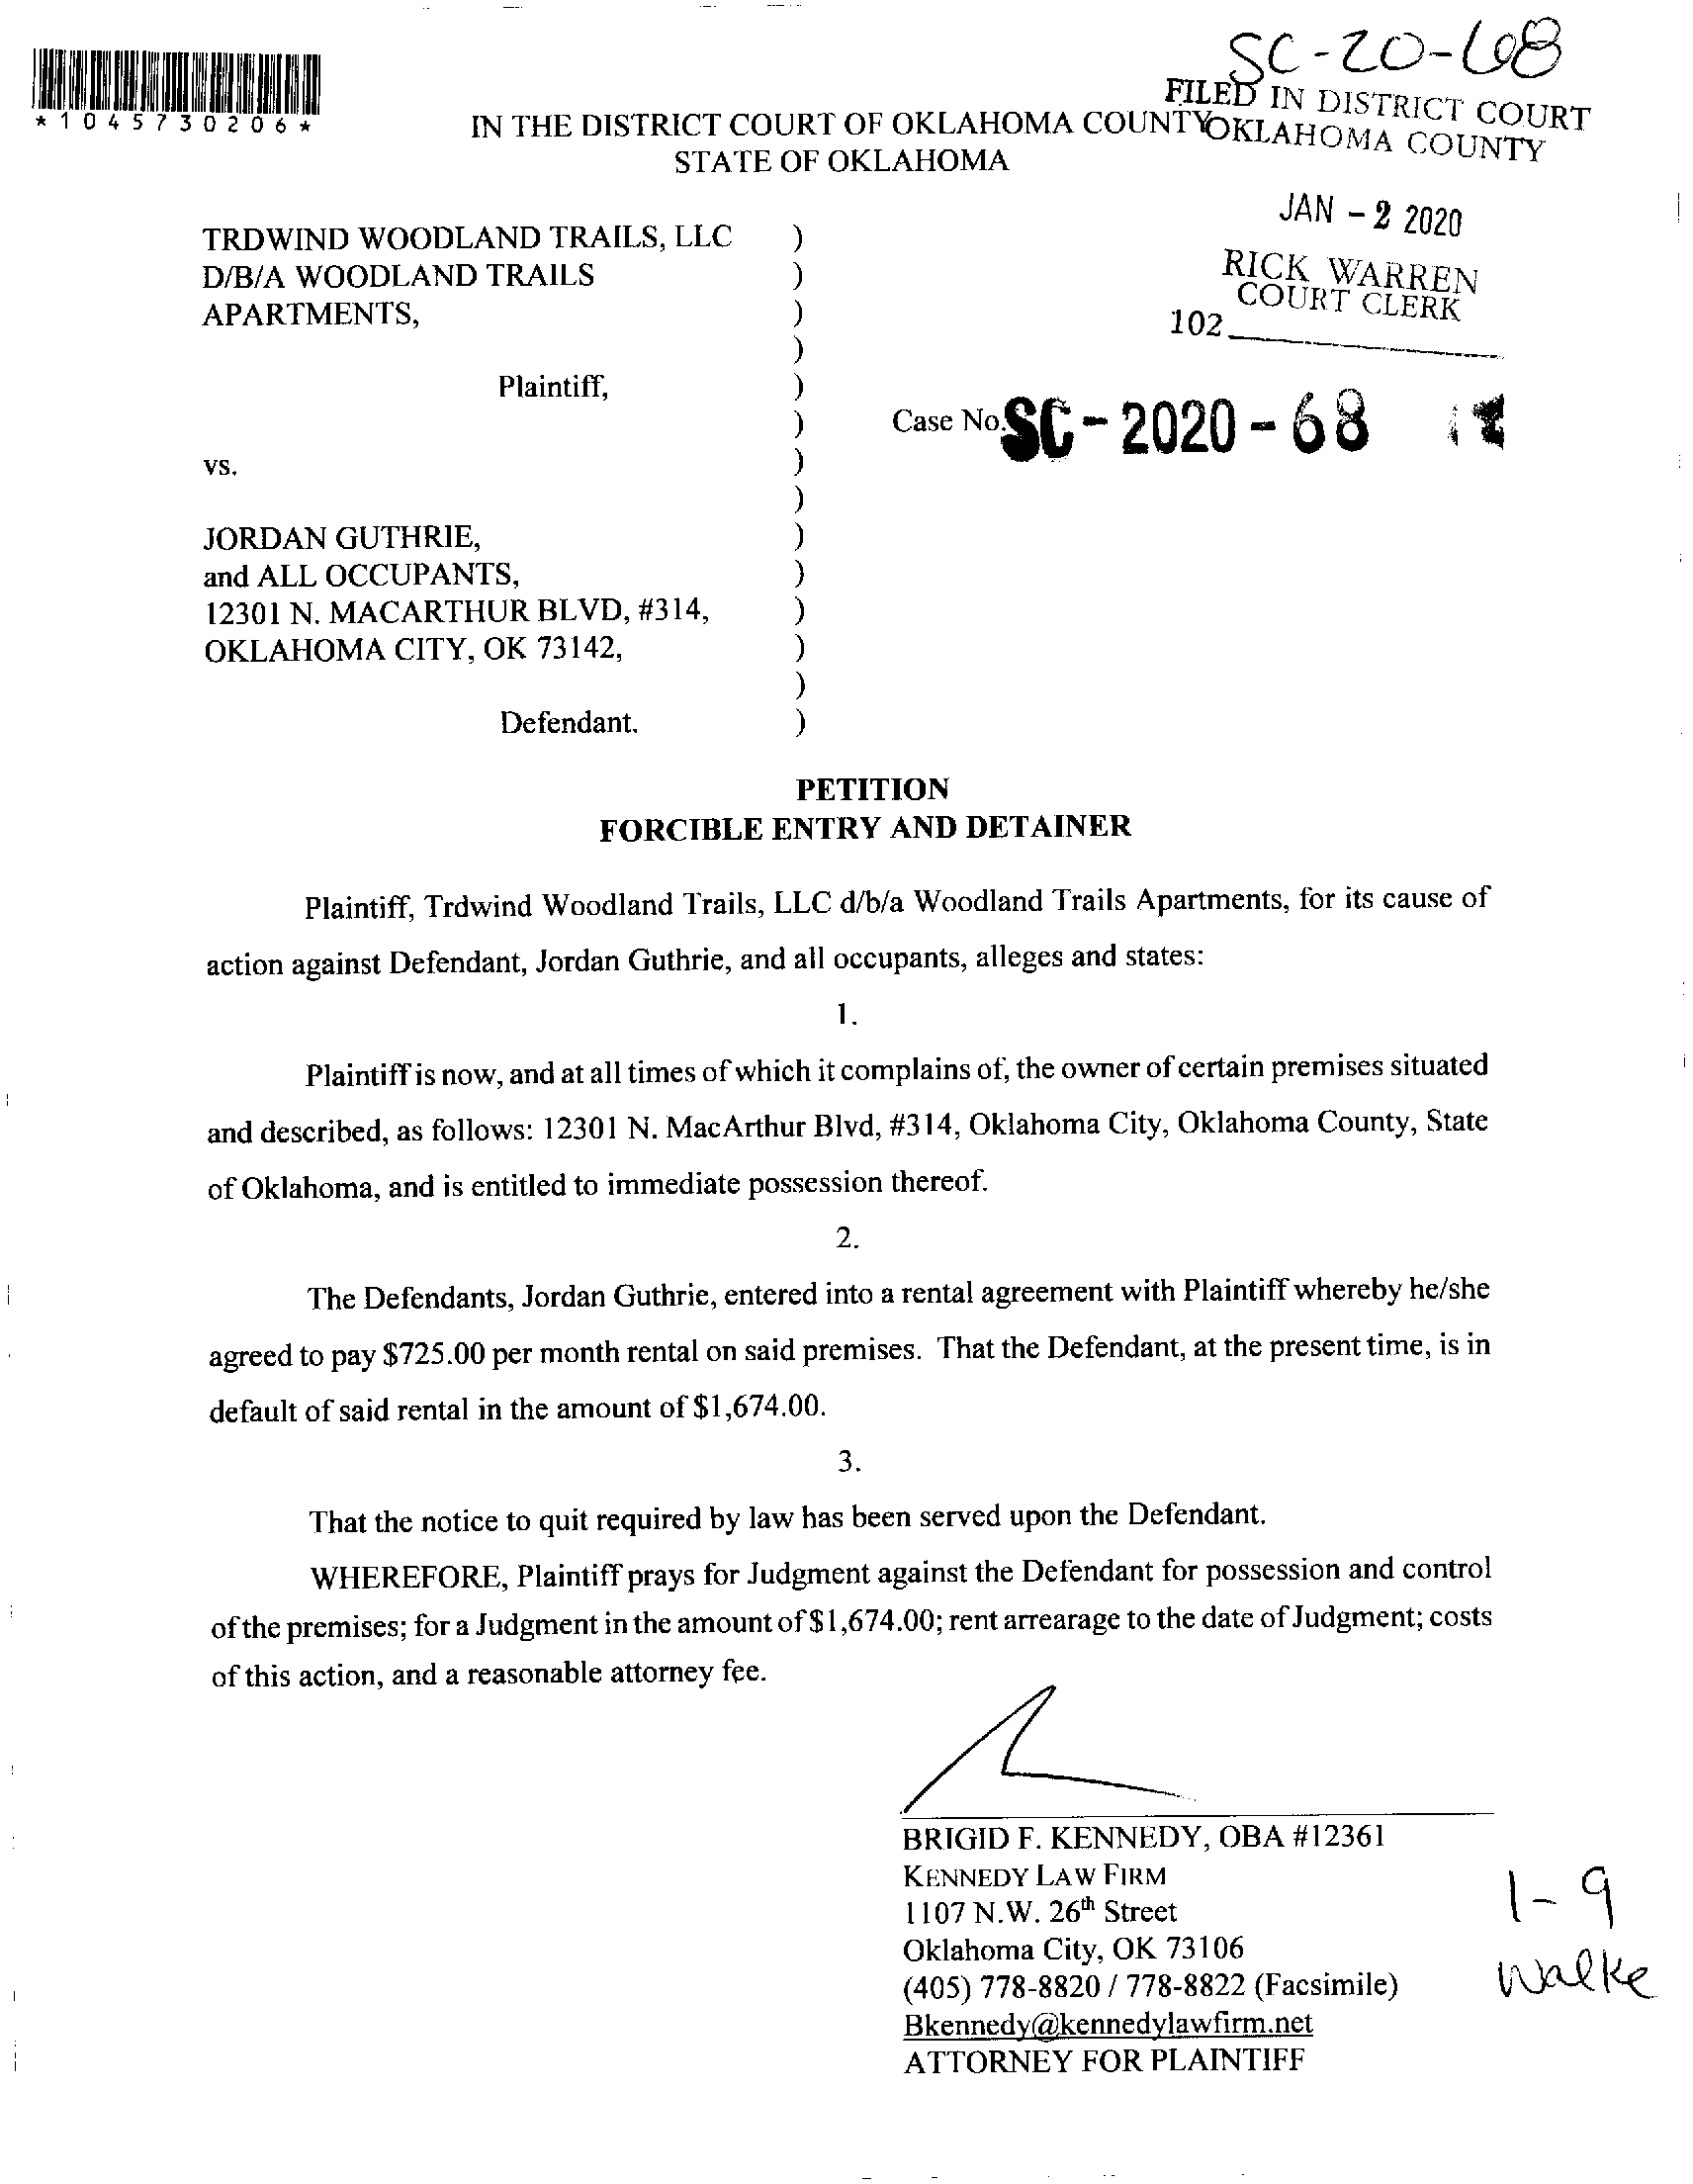 SC-20-68
FILED IN DISTRICT COURT
OKLAHOMA COUNTY
*1045730206*
IN THE DISTRICT COURT OF OKLAHOMA COUNTY
STATE OF OKLAHOMA
JAN - 2 2020
RICK WARREN
COURT CLERK
102
TRDWIND WOODLAND TRAILS, LLC )
D/B/A WOODLAND TRAILS )
APARTMENTS, )
)
Plaintiff, )
) Case No. SC - 2020 - 68
vs. )
)
JORDAN GUTHRIE, )
and ALL OCCUPANTS, )
12301 N. MACARTHUR BLVD, #314, )
OKLAHOMA CITY, OK 73142, )
)
Defendant. )
PETITION
FORCIBLE ENTRY AND DETAINER
Plaintiff, Trdwind Woodland Trails, LLC d/b/a Woodland Trails Apartments, for its cause of
action against Defendant, Jordan Guthrie, and all occupants, alleges and states:
1.
Plaintiff is now, and at all times of which it complains of, the owner of certain premises situated
and described, as follows: 12301 N. MacArthur Blvd, #314, Oklahoma City, Oklahoma County, State
of Oklahoma, and is entitled to immediate possession thereof.
2.
The Defendants, Jordan Guthrie, entered into a rental agreement with Plaintiff whereby he/she
agreed to pay $725.00 per month rental on said premises. That the Defendant, at the present time, is in
default of said rental in the amount of $1,674.00.
3.
That the notice to quit required by law has been served upon the Defendant.
WHEREFORE, Plaintiff prays for Judgment against the Defendant for possession and control
of the premises; for a Judgment in the amount of $1,674.00; rent arrearage to the date of Judgment; costs
of this action, and a reasonable attorney fee.
BRIGID F. KENNEDY, OBA #12361
KENNEDY LAW FIRM
1107 N.W. 26th Street
Oklahoma City, OK 73106
(405) 778-8820 / 778-8822 (Facsimile)
Bkennedy@kennedylawfirm.net
ATTORNEY FOR PLAINTIFF
1-9
Walke